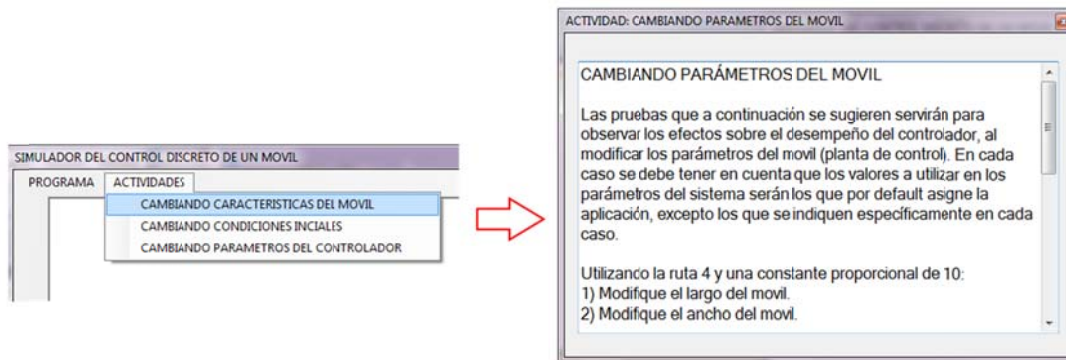 SIMULADOR DEL CONTROL DISCRETO DE UN MOVIL
PROGRAMA ACTIVIDADES
CAMBIANDO CARACTERISTICAS DEL MOVIL
CAMBIANDO CONDICIONES INCIALES
CAMBIANDO PARAMETROS DEL CONTROLADOR
ACTIVIDAD: CAMBIANDO PARAMETROS DEL MOVIL
CAMBIANDO PARÁMETROS DEL MOVIL
Las pruebas que a continuación se sugieren servirán para
observar los efectos sobre el desempeño del controlador, al
modificar los parámetros del movil (planta de control). En cada
caso se debe tener en cuenta que los valores a utilizar en los
parámetros del sistema serán los que por default asigne la
aplicación, excepto los que se indiquen específicamente en cada
caso.
Utilizando la ruta 4 y una constante proporcional de 10:
1) Modifique el largo del movil.
2) Modifique el ancho del movil.